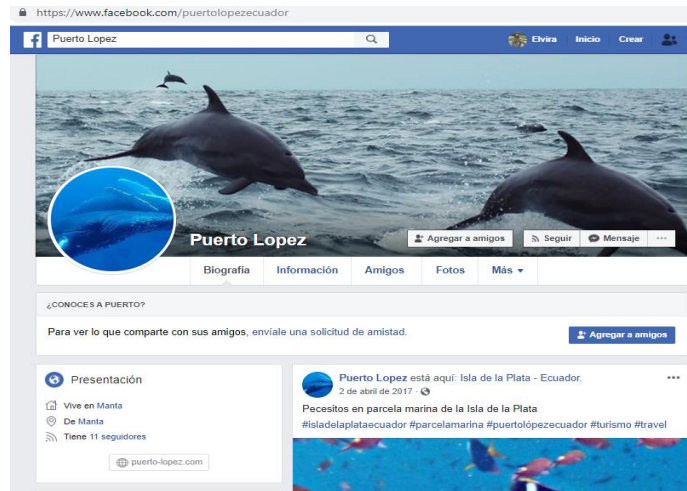 https://www.facebook.com/puertolopezecuador
Puerto Lopez
Elvira Inicio Crear
Puerto Lopez
Agregar a amigos Seguir Mensaje ...
Biografía Información Amigos Fotos Más
¿CONOCES A PUERTO?
Para ver lo que comparte con sus amigos, envíale una solicitud de amistad.
Agregar a amigos
Presentación
Vive en Manta
De Manta
Tiene 11 seguidores
puerto-lopez.com
Puerto Lopez está aquí: Isla de la Plata - Ecuador.
2 de abril de 2017 ·
Pecesitos en parcela marina de la Isla de la Plata
#isladelaplataecuador #parcelamarina #puertolópezecuador #turismo #travel